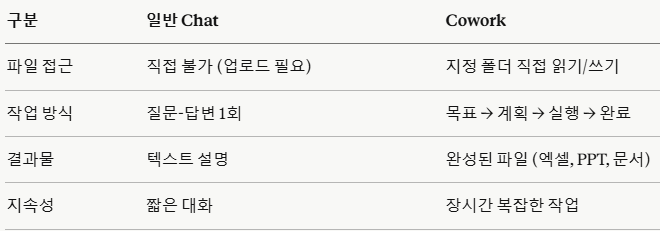 구분 일반 Chat Cowork
파일 접근 직접 불가 (업로드 필요) 지정 폴더 직접 읽기/쓰기
작업 방식 질문-답변 1회 목표 → 계획 → 실행 → 완료
결과물 텍스트 설명 완성된 파일 (엑셀, PPT, 문서)
지속성 짧은 대화 장시간 복잡한 작업